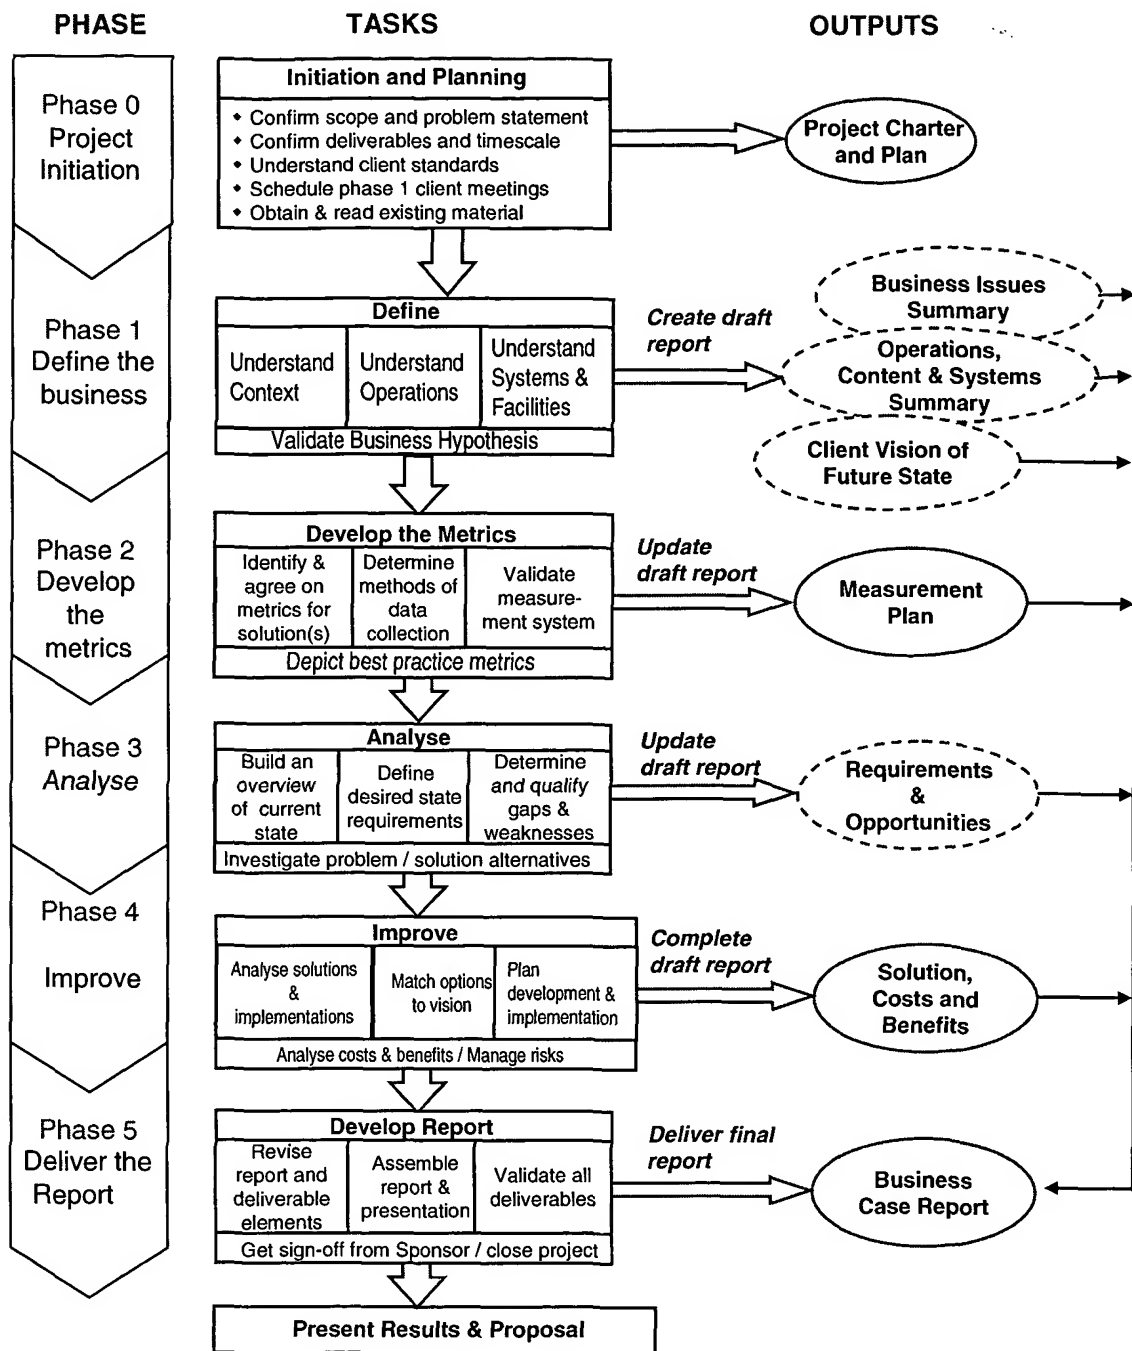 PHASE
TASKS
OUTPUTS
Phase 0
Project
Initiation
Initiation and Planning
Confirm scope and problem statement
Confirm deliverables and timescale
Understand client standards
Schedule phase 1 client meetings
Obtain & read existing material
Project Charter
and Plan
Phase 1
Define the
business
Define
Understand
Context
Understand
Operations
Understand
Systems &
Facilities
Validate Business Hypothesis
Create draft
report
Business Issues
Summary
Operations,
Content & Systems
Summary
Client Vision of
Future State
Phase 2
Develop
the
metrics
Develop the Metrics
Identify &
agree on
metrics for
solution(s)
Determine
methods of
data
collection
Validate
measure-
ment system
Depict best practice metrics
Update
draft report
Measurement
Plan
Phase 3
Analyse
Analyse
Build an
overview
of current
state
Define
desired state
requirements
Determine
and qualify
gaps &
weaknesses
Investigate problem / solution alternatives
Update
draft report
Requirements
&
Opportunities
Phase 4
Improve
Improve
Analyse solutions
&
implementations
Match options
to vision
Plan
development &
implementation
Analyse costs & benefits / Manage risks
Complete
draft report
Solution,
Costs and
Benefits
Phase 5
Deliver the
Report
Develop Report
Revise
report and
deliverable
elements
Assemble
report &
presentation
Validate all
deliverables
Get sign-off from Sponsor / close project
Deliver final
report
Business
Case Report
Present Results & Proposal